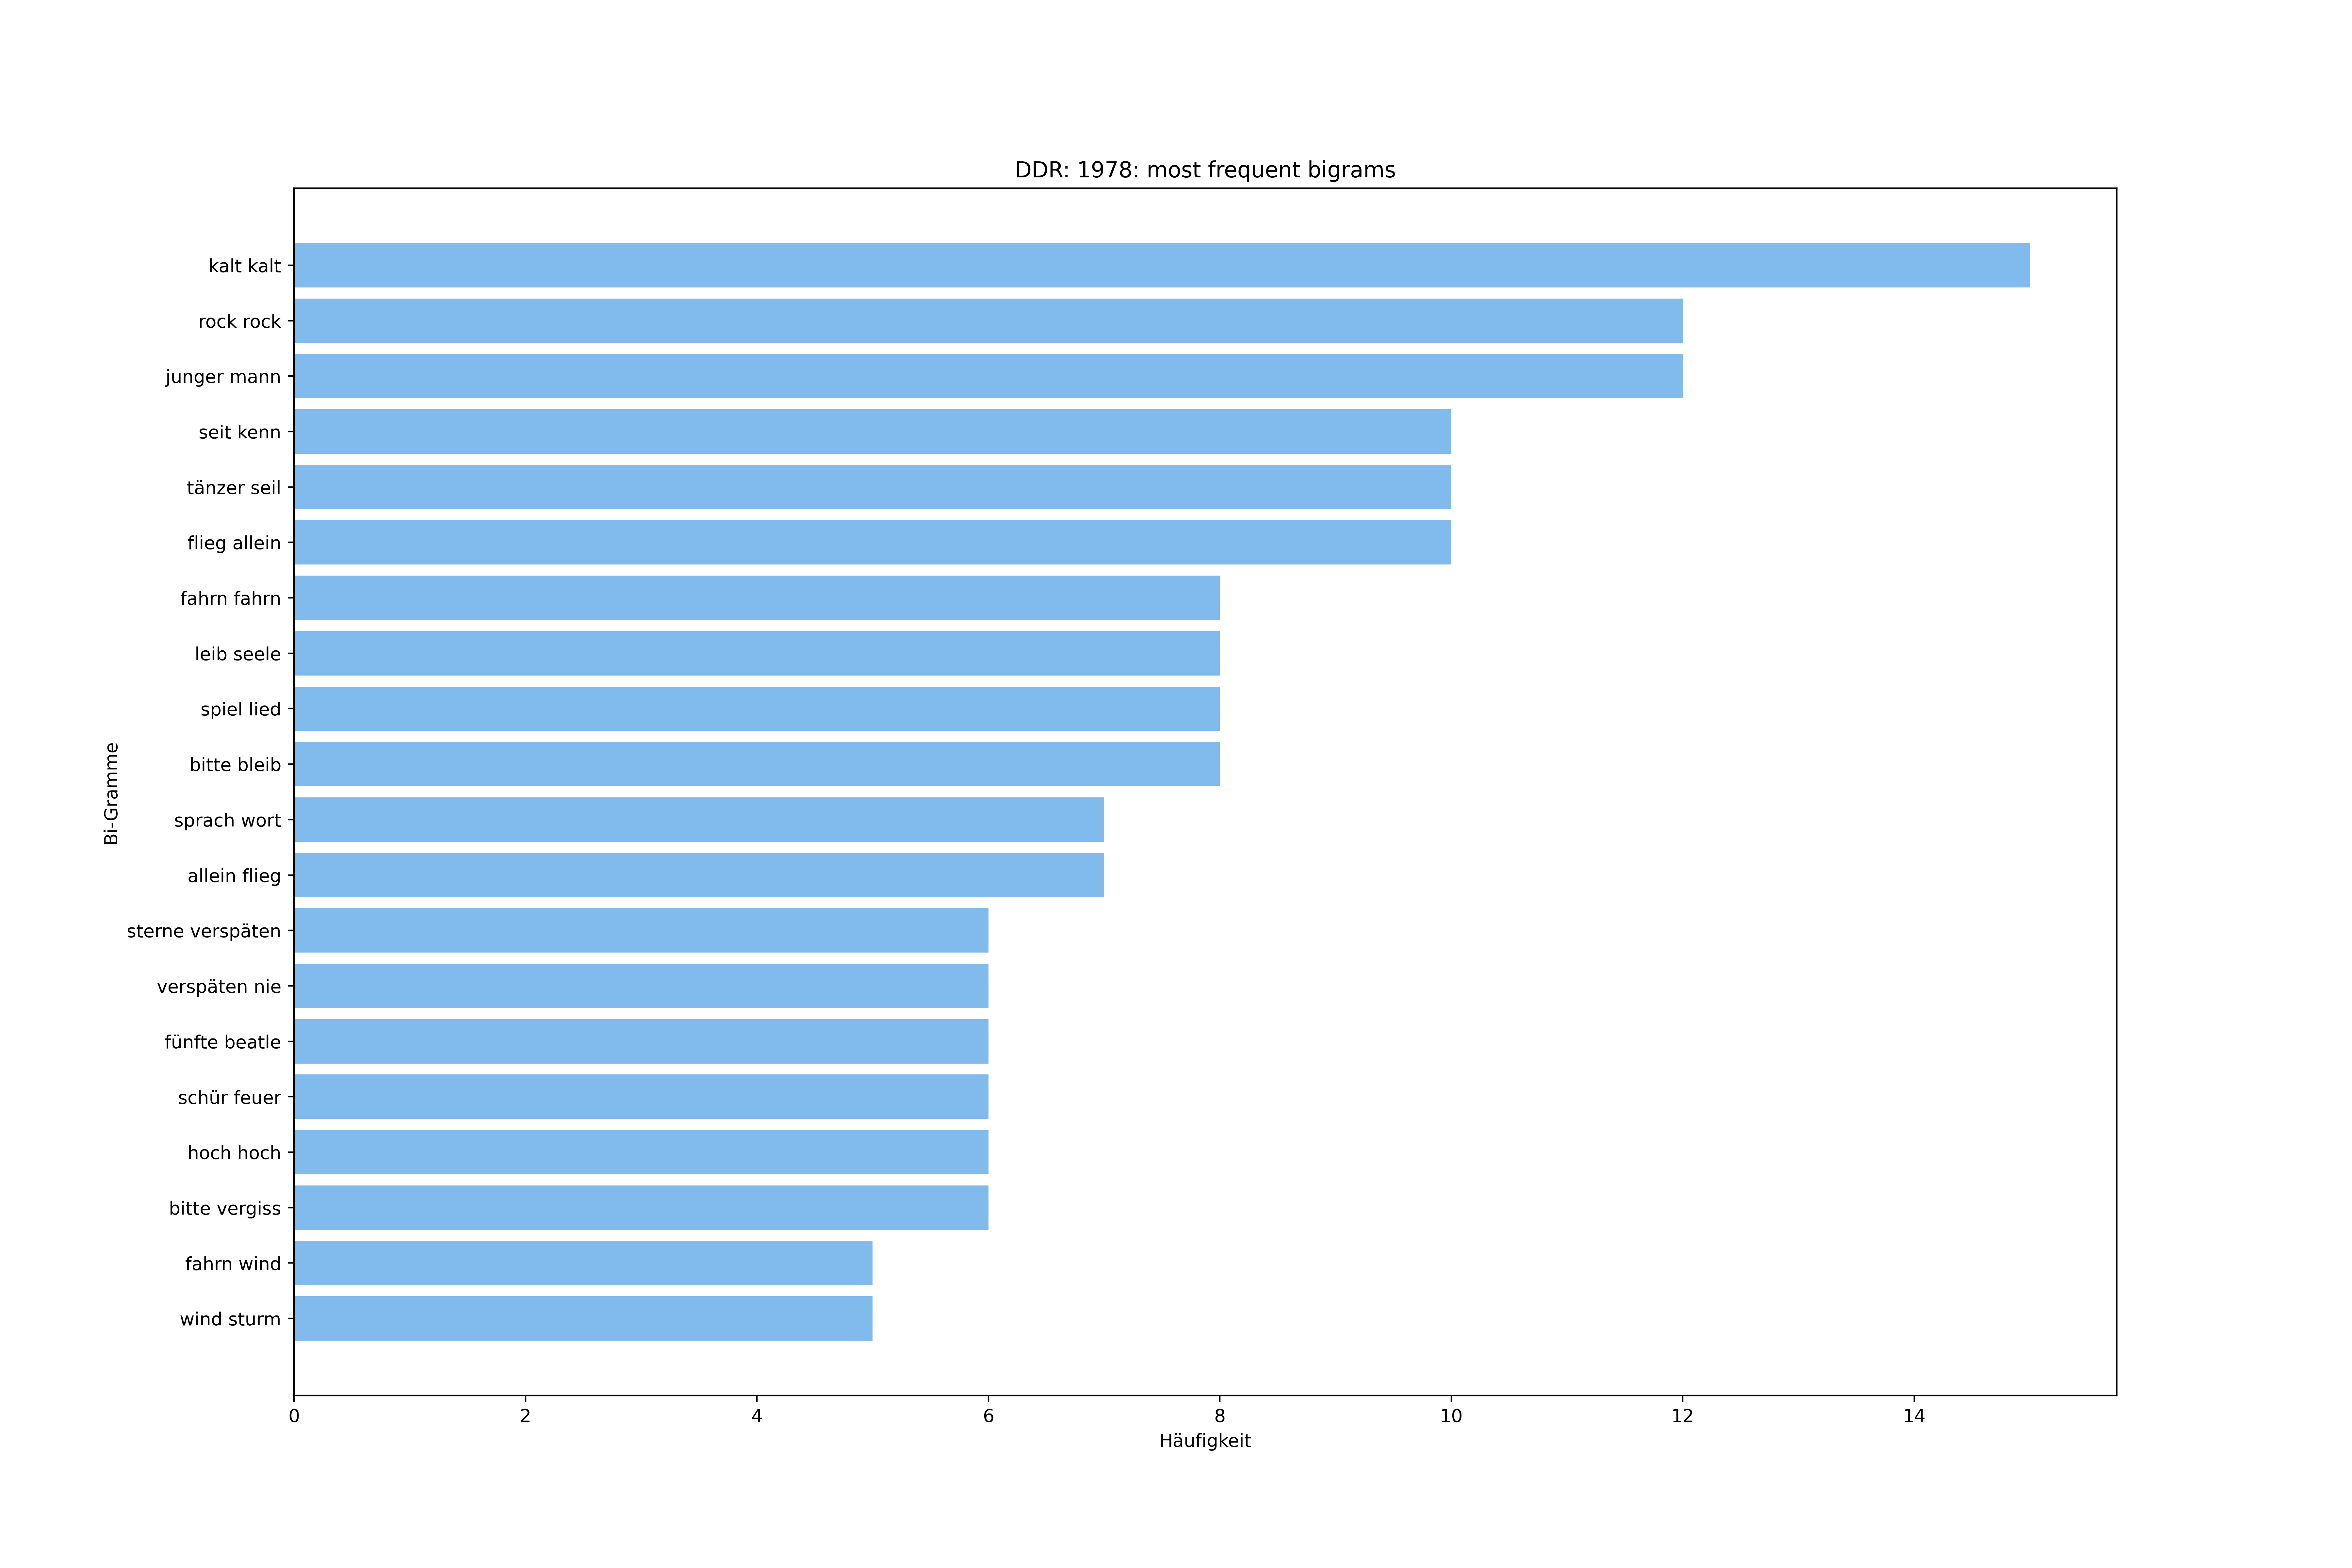 DDR: 1978: most frequent bigrams
kalt kalt
rock rock
junger mann
seit kenn
tänzer seil
flieg allein
fahrn fahrn
leib seele
spiel lied
bitte bleib
sprach wort
allein flieg
sterne verspäten
verspäten nie
fünfte beatle
schür feuer
hoch hoch
bitte vergiss
fahrn wind
wind sturm
Bi-Gramme
0 2 4 6 8 10 12 14
Häufigkeit